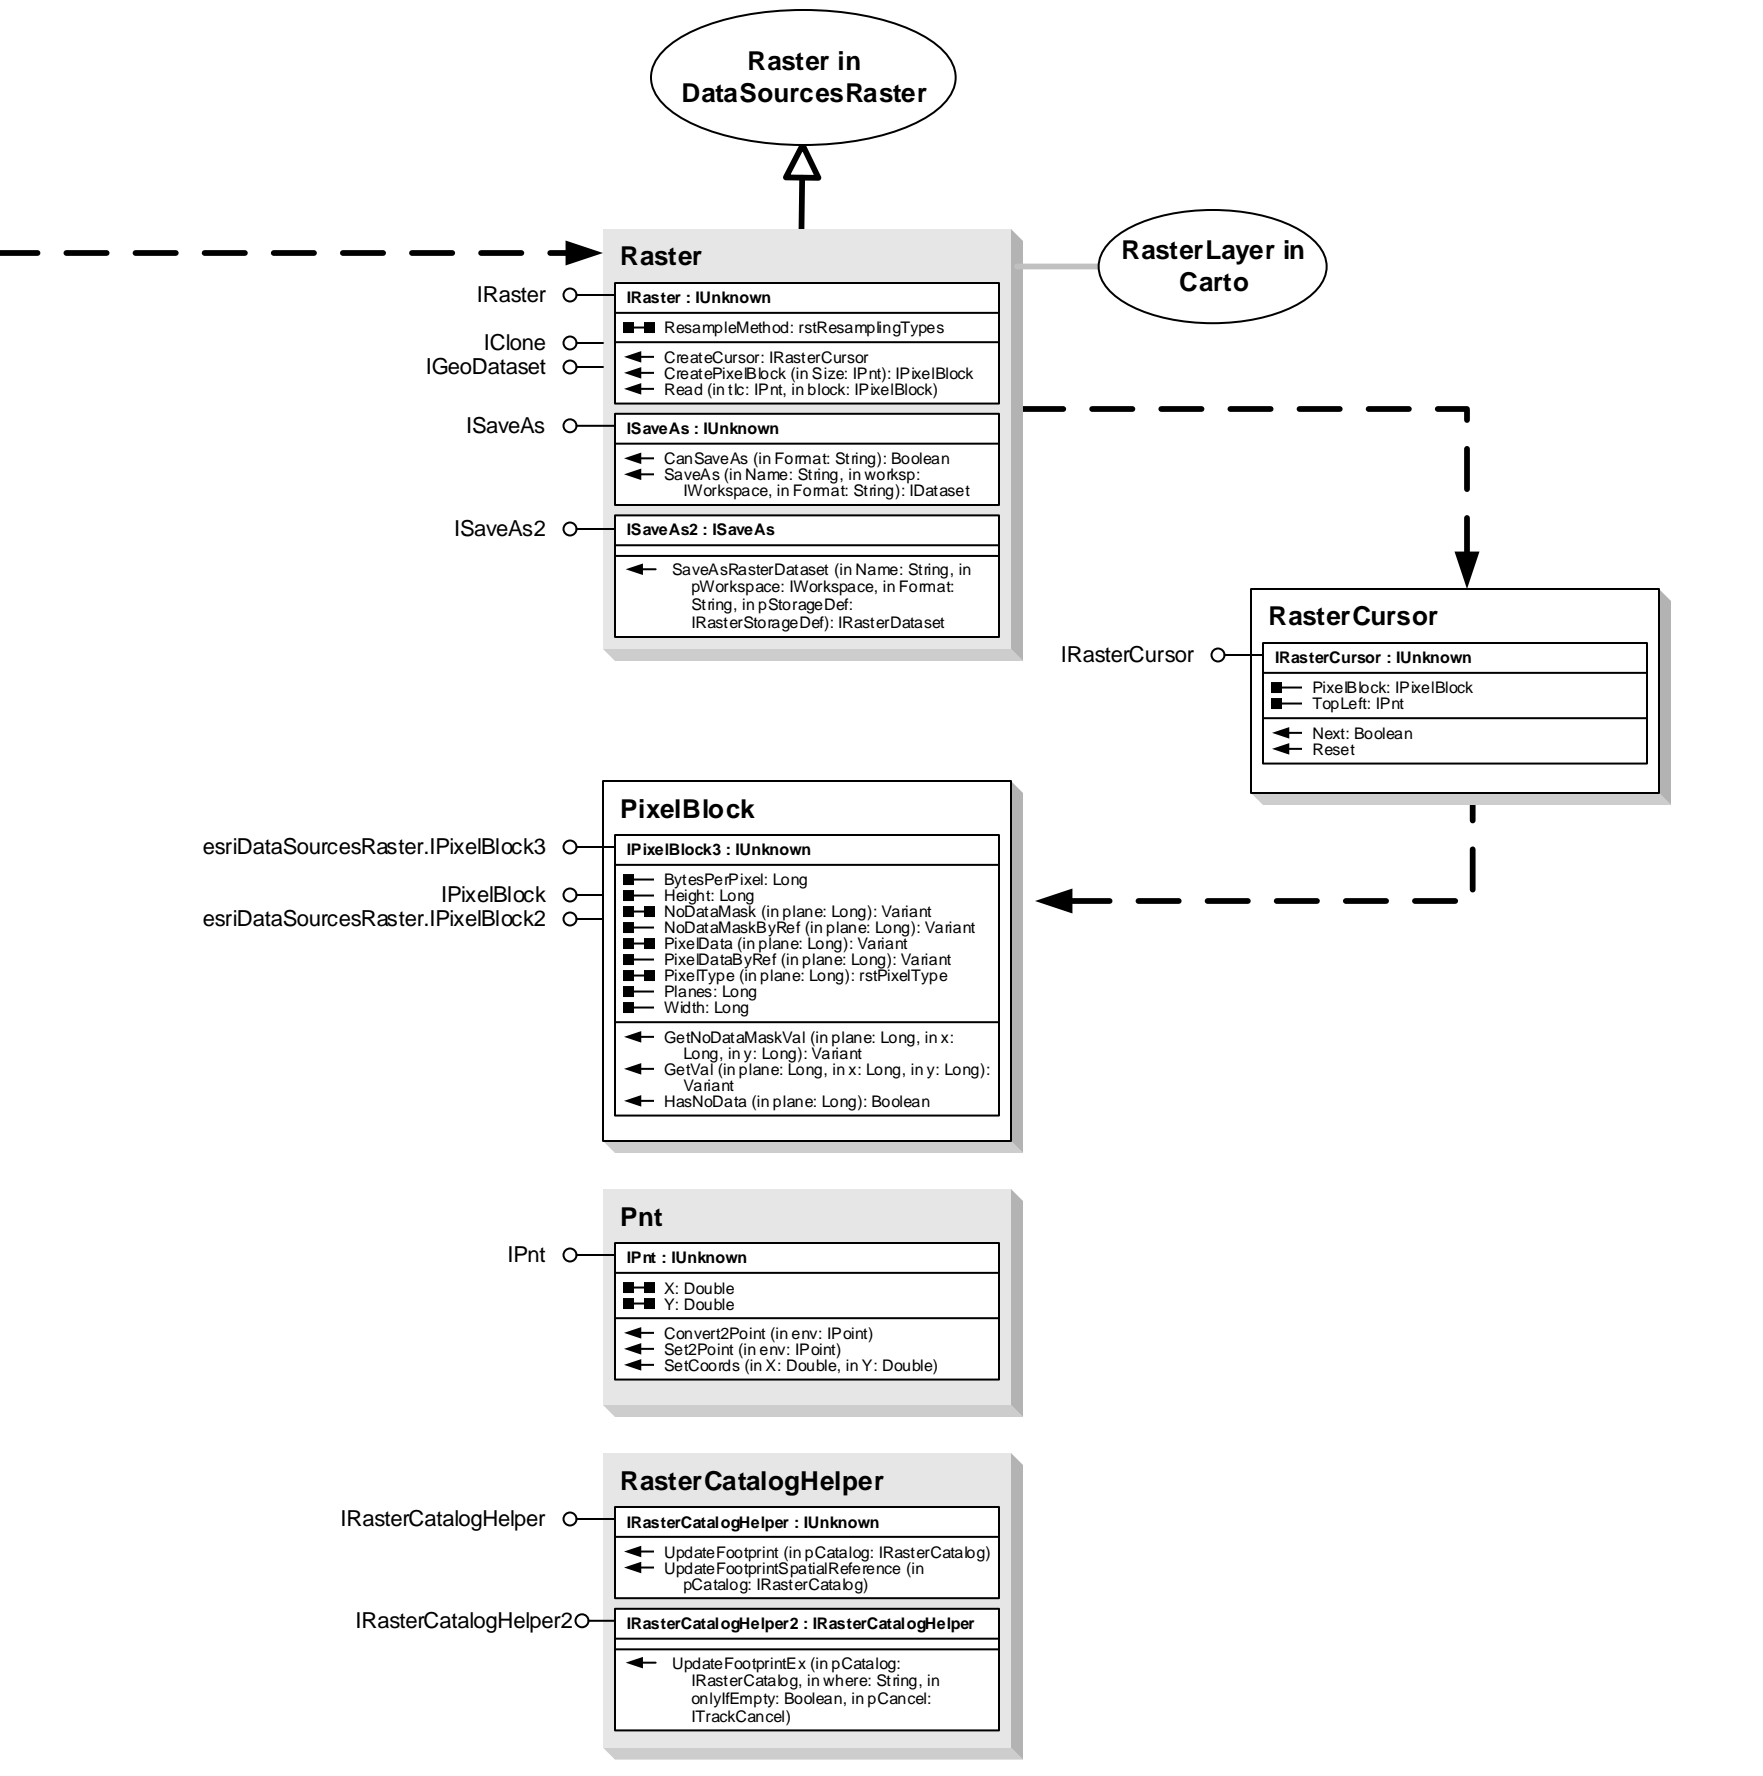 Raster in
DataSourcesRaster
RasterLayer in
Carto
Raster
IRaster
IRaster : IUnknown
ResampleMethod: rstResamplingTypes
IClone
IGeoDataset
CreateCursor: IRasterCursor
CreatePixelBlock (in Size: IPnt): IPixelBlock
Read (in tlc: IPnt, in block: IPixelBlock)
ISaveAs
ISaveAs : IUnknown
CanSaveAs (in Format: String): Boolean
SaveAs (in Name: String, in worksp:
IWorkspace, in Format: String): IDataset
ISaveAs2
ISaveAs2 : ISaveAs
SaveAsRasterDataset (in Name: String, in
pWorkspace: IWorkspace, in Format:
String, in pStorageDef:
IRasterStorageDef): IRasterDataset
RasterCursor
IRasterCursor
IRasterCursor : IUnknown
PixelBlock: IPixelBlock
TopLeft: IPnt
Next: Boolean
Reset
PixelBlock
esriDataSourcesRaster.IPixelBlock3
IPixelBlock
esriDataSourcesRaster.IPixelBlock2
IPixelBlock3 : IUnknown
BytesPerPixel: Long
Height: Long
NoDataMask (in plane: Long): Variant
NoDataMaskByRef (in plane: Long): Variant
PixelData (in plane: Long): Variant
PixelDataByRef (in plane: Long): Variant
PixelType (in plane: Long): rstPixelType
Planes: Long
Width: Long
GetNoDataMaskVal (in plane: Long, in x:
Long, in y: Long): Variant
GetVal (in plane: Long, in x: Long, in y: Long):
Variant
HasNoData (in plane: Long): Boolean
Pnt
IPnt
IPnt : IUnknown
X: Double
Y: Double
Convert2Point (in env: IPoint)
Set2Point (in env: IPoint)
SetCoords (in X: Double, in Y: Double)
RasterCatalogHelper
IRasterCatalogHelper
IRasterCatalogHelper : IUnknown
UpdateFootprint (in pCatalog: IRasterCatalog)
UpdateFootprintSpatialReference (in
pCatalog: IRasterCatalog)
IRasterCatalogHelper2
IRasterCatalogHelper2 : IRasterCatalogHelper
UpdateFootprintEx (in pCatalog:
IRasterCatalog, in where: String, in
onlyIfEmpty: Boolean, in pCancel:
ITrackCancel)